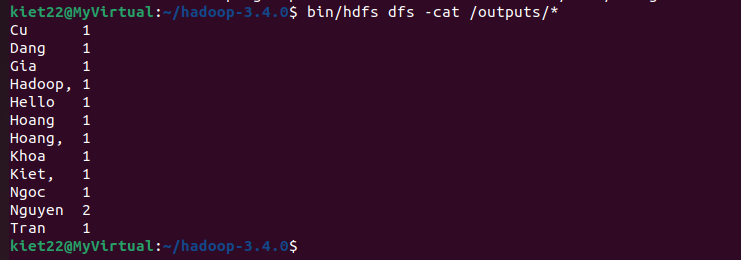 kiet22@MyVirtual:~/hadoop-3.4.0$ bin/hdfs dfs -cat /outputs/*
Cu 1
Dang 1
Gia 1
Hadoop, 1
Hello 1
Hoang 1
Hoang, 1
Khoa 1
Kiet, 1
Ngoc 1
Nguyen 2
Tran 1
kiet22@MyVirtual:~/hadoop-3.4.0$